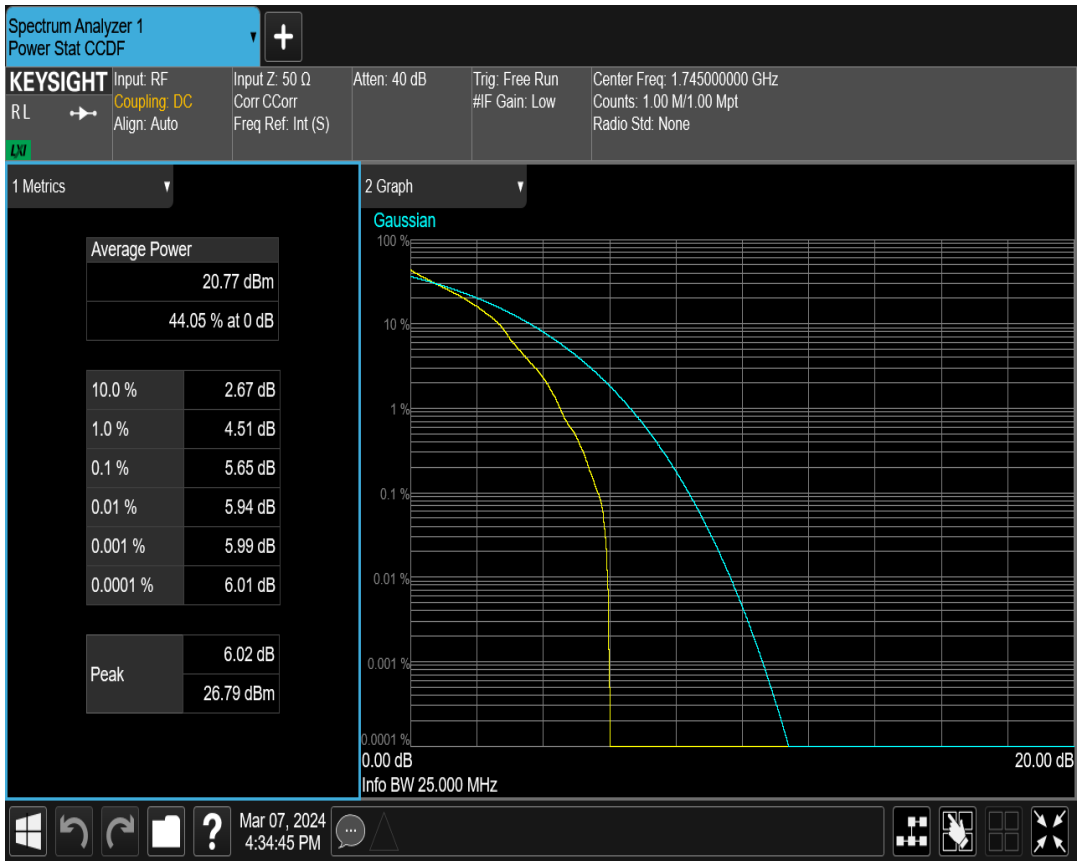 Spectrum Analyzer 1
Power Stat CCDF
+
KEYSIGHT
RL
LXI
Input: RF
Coupling: DC
Align: Auto
Input Z: 50 Ω
Corr CCorr
Freq Ref: Int (S)
Atten: 40 dB
Trig: Free Run
#IF Gain: Low
Center Freq: 1.745000000 GHz
Counts: 1.00 M/1.00 Mpt
Radio Std: None
1 Metrics
Average Power
20.77 dBm
44.05 % at 0 dB
10.0 % 2.67 dB
1.0 % 4.51 dB
0.1 % 5.65 dB
0.01 % 5.94 dB
0.001 % 5.99 dB
0.0001 % 6.01 dB
Peak
6.02 dB
26.79 dBm
2 Graph
Gaussian
100 %
10 %
1 %
0.1 %
0.01 %
0.001 %
0.0001 %
0.00 dB 20.00 dB
Info BW 25.000 MHz
?
Mar 07, 2024
4:34:45 PM